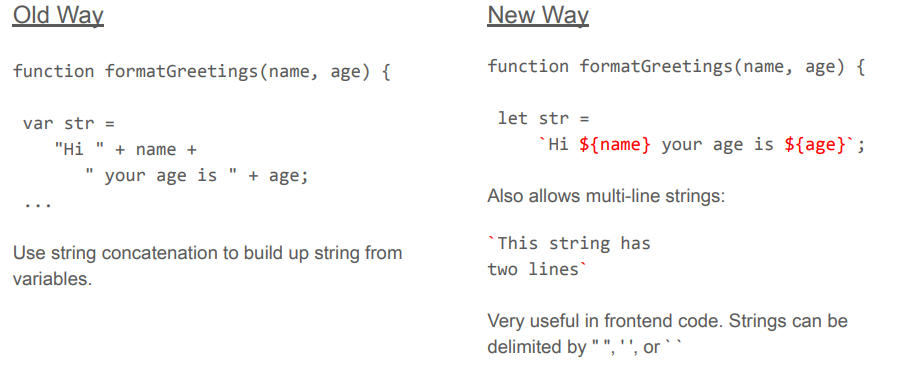 Old Way
function formatGreetings(name, age) {
var str =
"Hi " + name +
" your age is " + age;
...
Use string concatenation to build up string from
variables.
New Way
function formatGreetings(name, age) {
let str =
`Hi ${name} your age is ${age}`;
Also allows multi-line strings:
`This string has
two lines`
Very useful in frontend code. Strings can be
delimited by " ", ' ', or ` `